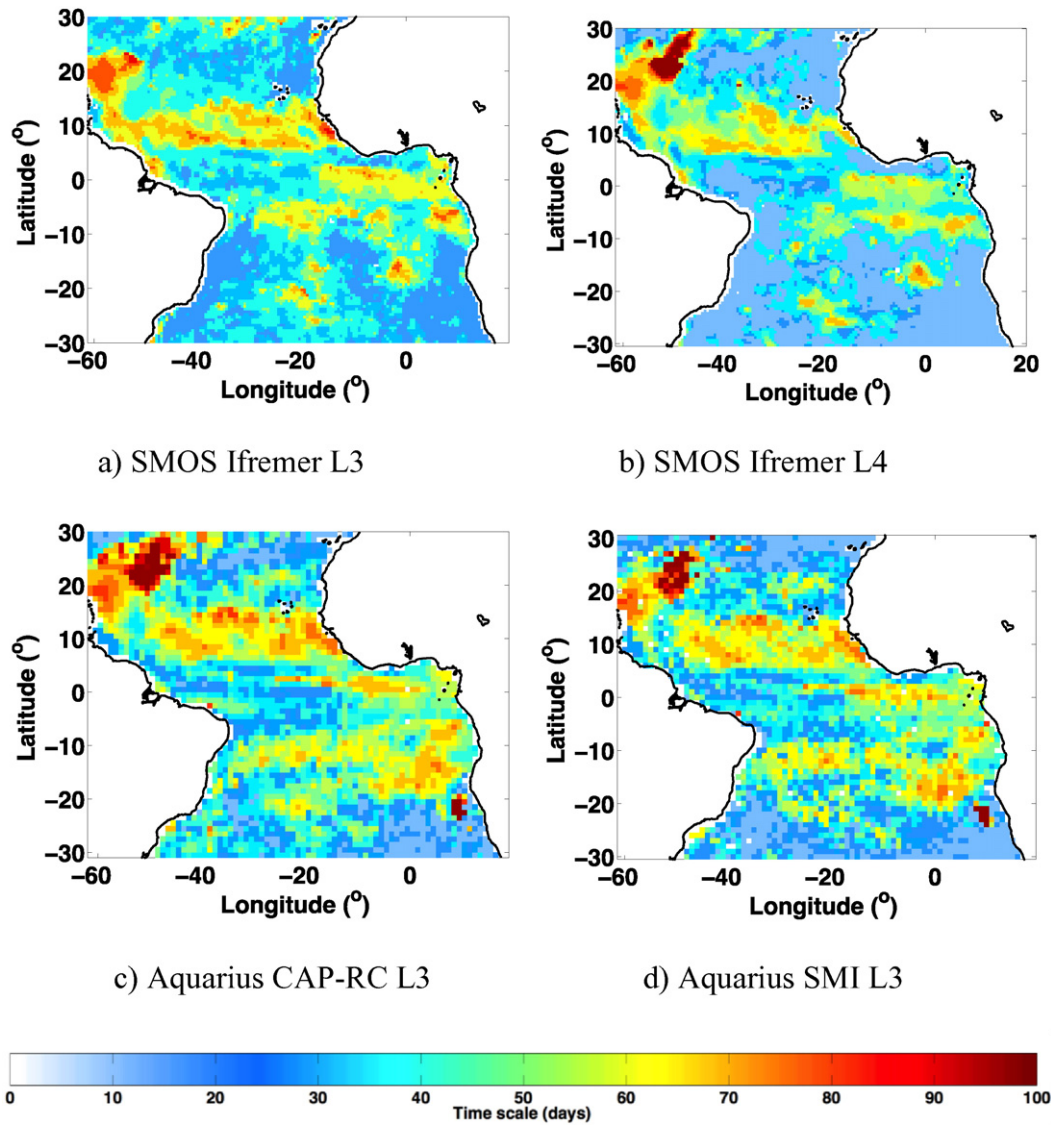 30
20
10
0
−10
−20
−30
Latitude (°)
−60 −40 −20 0
Longitude (°)
a) SMOS Ifremer L3
30
20
10
0
−10
−20
−30
Latitude (°)
−60 −40 −20 0 20
Longitude (°)
b) SMOS Ifremer L4
30
20
10
0
−10
−20
−30
Latitude (°)
−60 −40 −20 0
Longitude (°)
c) Aquarius CAP-RC L3
30
20
10
0
−10
−20
−30
Latitude (°)
−60 −40 −20 0
Longitude (°)
d) Aquarius SMI L3
0 10 20 30 40 50 60 70 80 90 100
Time scale (days)